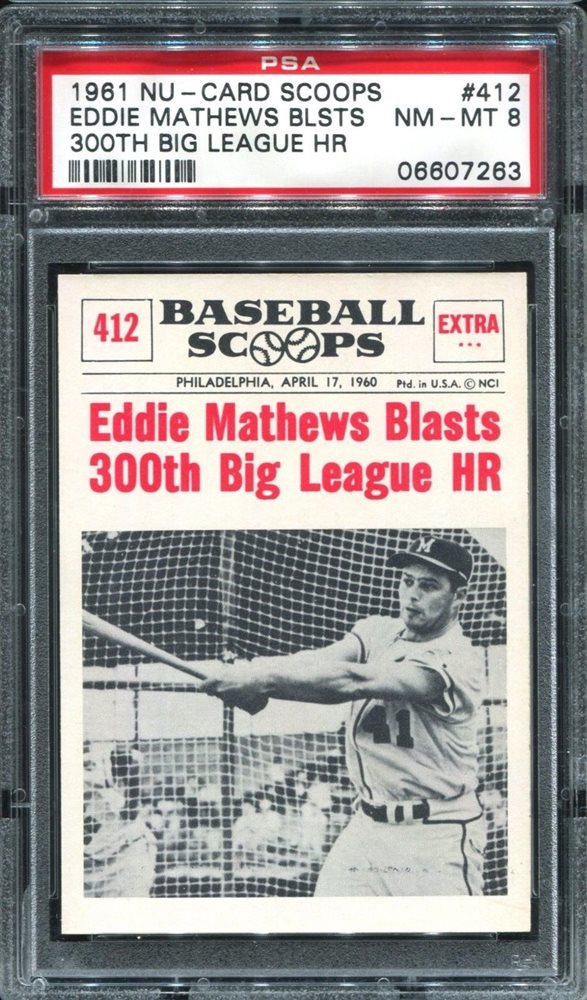 PSA
1961 NU-CARD SCOOPS #412
EDDIE MATHEWS BLSTS NM-MT 8
300TH BIG LEAGUE HR
06607263
412 BASEBALL EXTRA
SCOOPS ...
PHILADELPHIA, APRIL 17, 1960 Ptd. in U.S.A. © NCI
Eddie Mathews Blasts
300th Big League HR
M
41